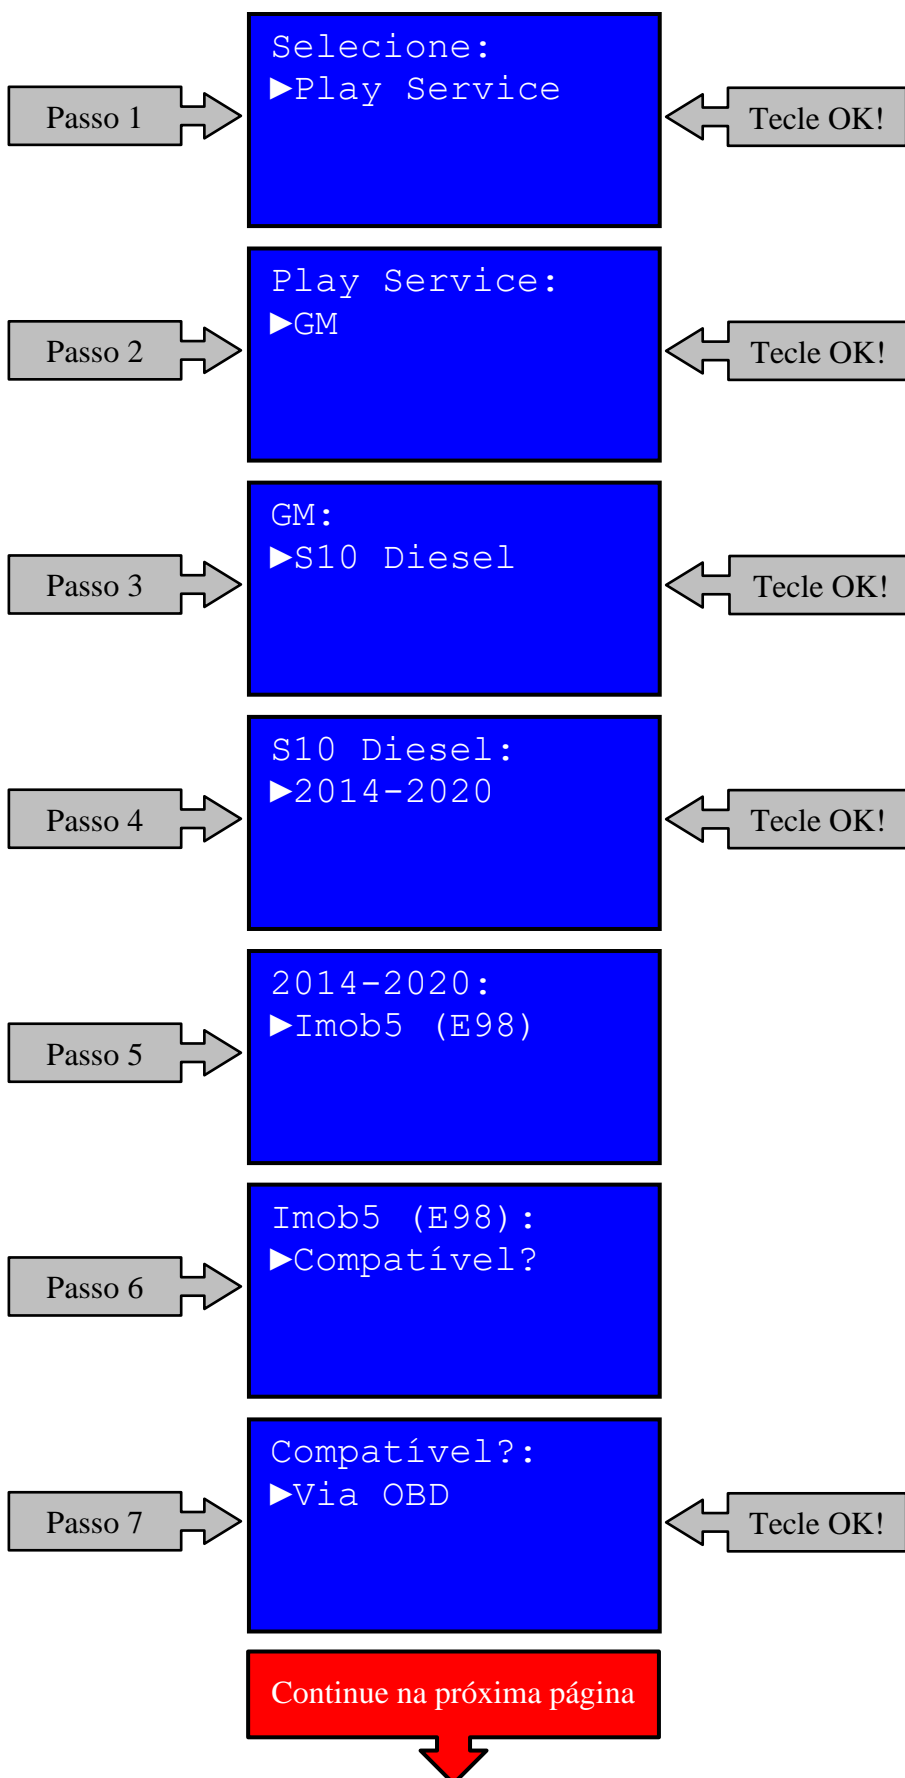 Selecione:
►Play Service
Passo 1
Tecle OK!
Play Service:
►GM
Passo 2
Tecle OK!
GM:
►S10 Diesel
Passo 3
Tecle OK!
S10 Diesel:
►2014-2020
Passo 4
Tecle OK!
2014-2020:
►Imob5 (E98)
Passo 5
Imob5 (E98):
►Compatível?
Passo 6
Compatível?:
►Via OBD
Passo 7
Tecle OK!
Continue na próxima página